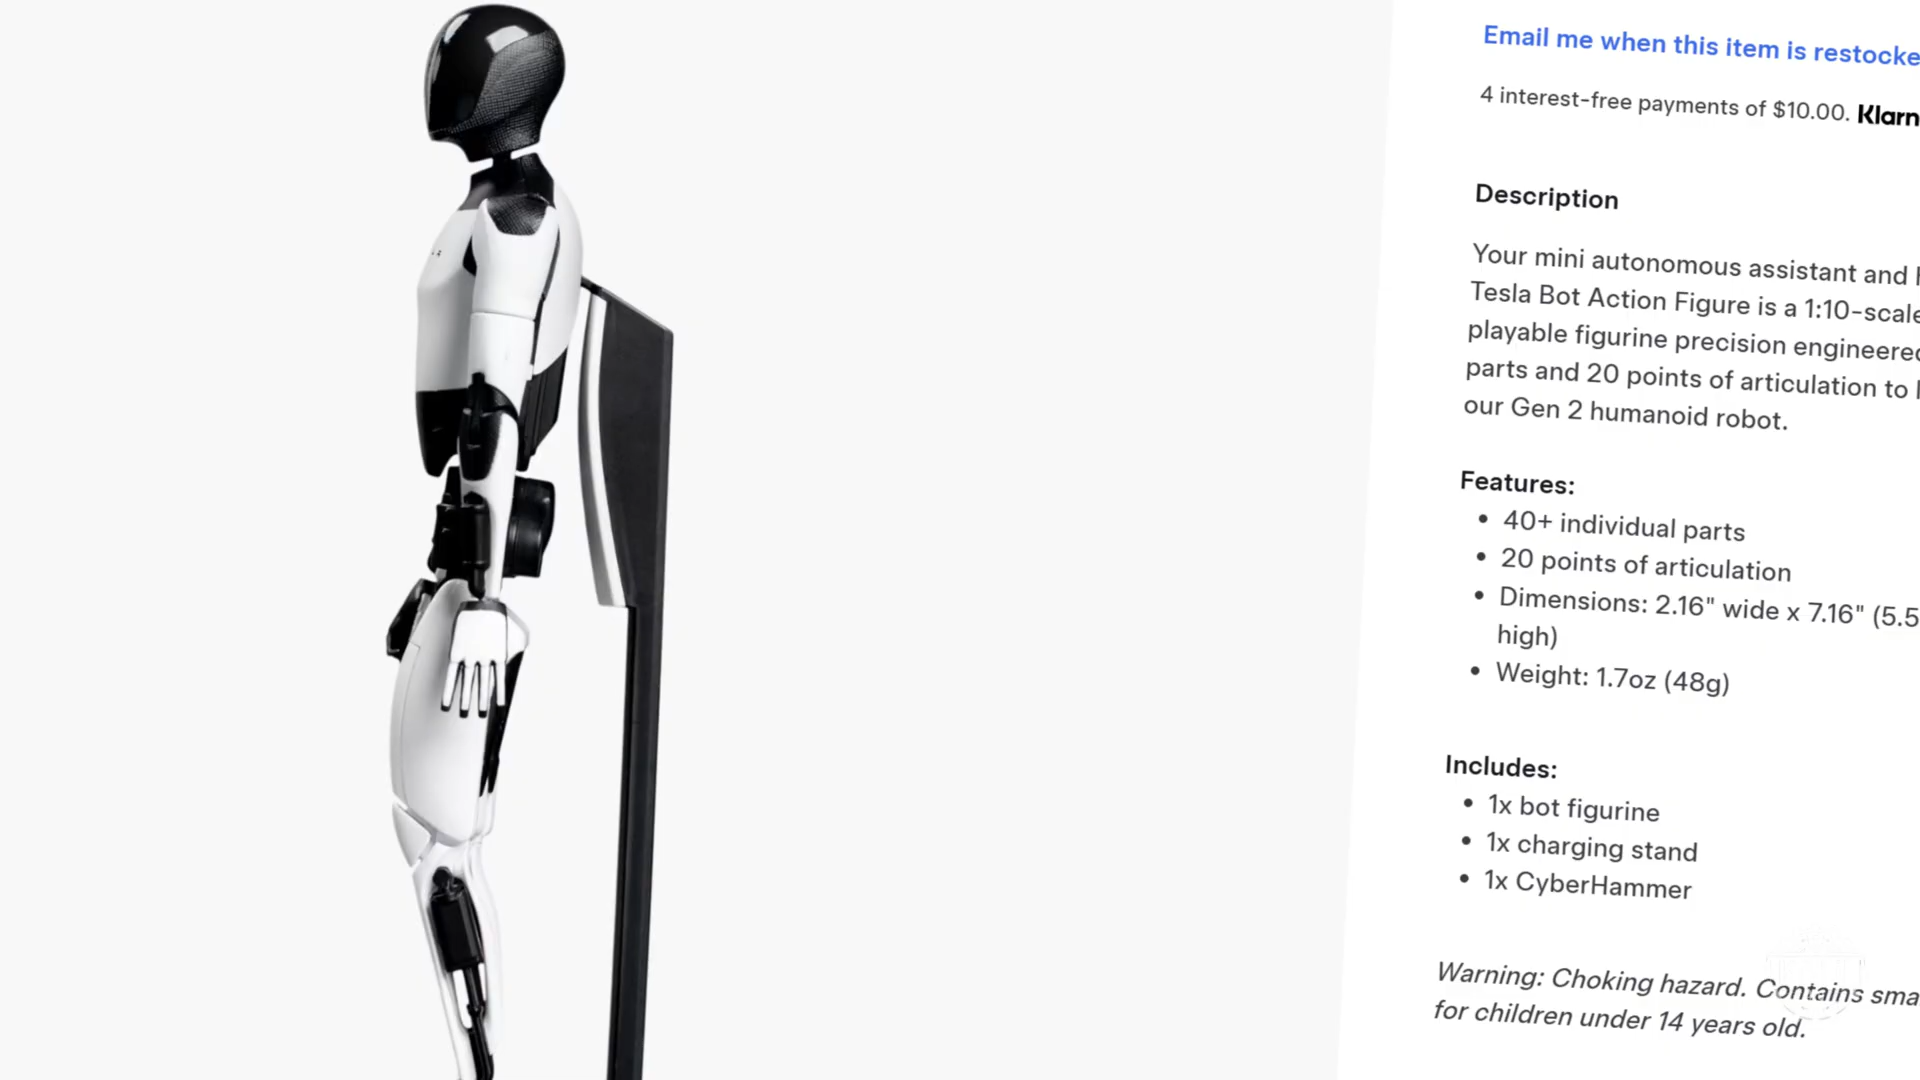 Email me when this item is
4 interest-free payments of $10.00.
Description
Your mini autonomous assistant and
Tesla Bot Action Figure is a 1:10-scale
playable figurine precision engineered
parts and 20 points of articulation to
our Gen 2 humanoid robot.
Features:
• 40+ individual parts
• 20 points of articulation
• Dimensions: 2.16" wide x 7.16" (5.5
high)
• Weight: 1.7oz (48g)
Includes:
• 1x bot figurine
• 1x charging stand
• 1x CyberHammer
Warning: Choking hazard. Contains
for children under 14 years old.